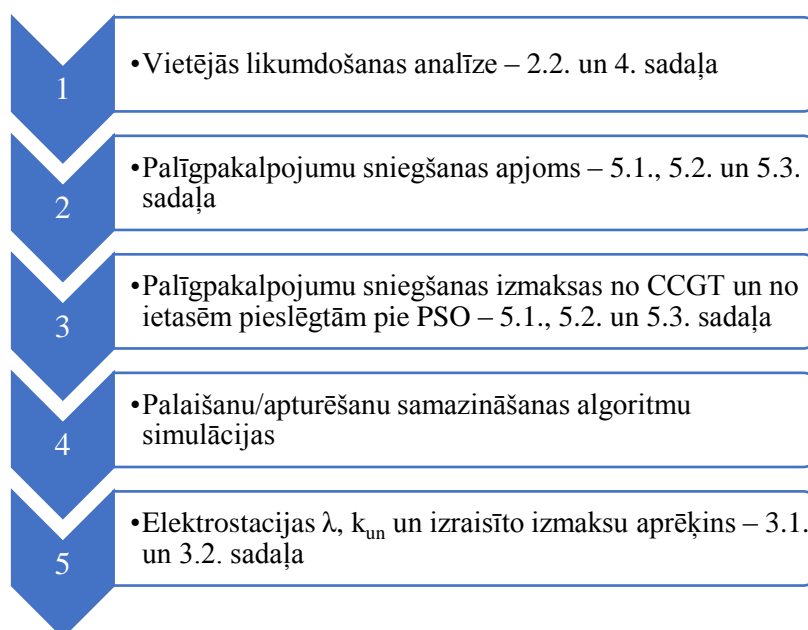 1
•Vietējās likumdošanas analīze – 2.2. un 4. sadaļa
2
•Palīgpakalpojumu sniegšanas apjoms – 5.1., 5.2. un 5.3.
sadaļa
3
•Palīgpakalpojumu sniegšanas izmaksas no CCGT un no
ietasēm pieslēgtām pie PSO – 5.1., 5.2. un 5.3. sadaļa
4
•Palaišanu/apturēšanu samazināšanas algoritmu
simulācijas
5
•Elektrostacijas λ, kun un izraisīto izmaksu aprēķins – 3.1.
un 3.2. sadaļa